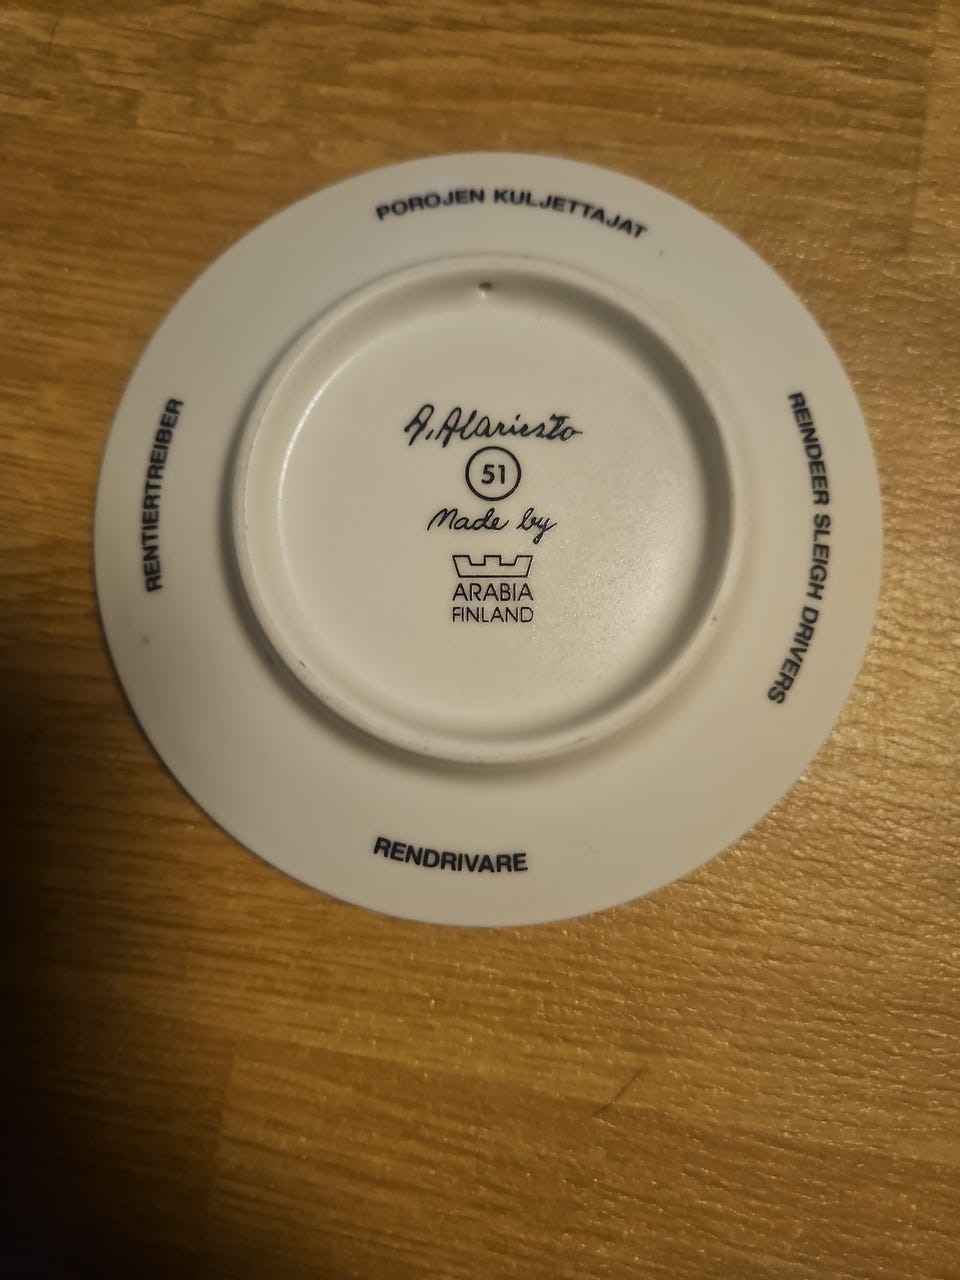 POROJEN KULJETTAJAT
A. Alariesto
51
Made by
ARABIA
FINLAND
RENTIERTREIBER
REINDEER SLEIGH DRIVERS
RENDRIVARE